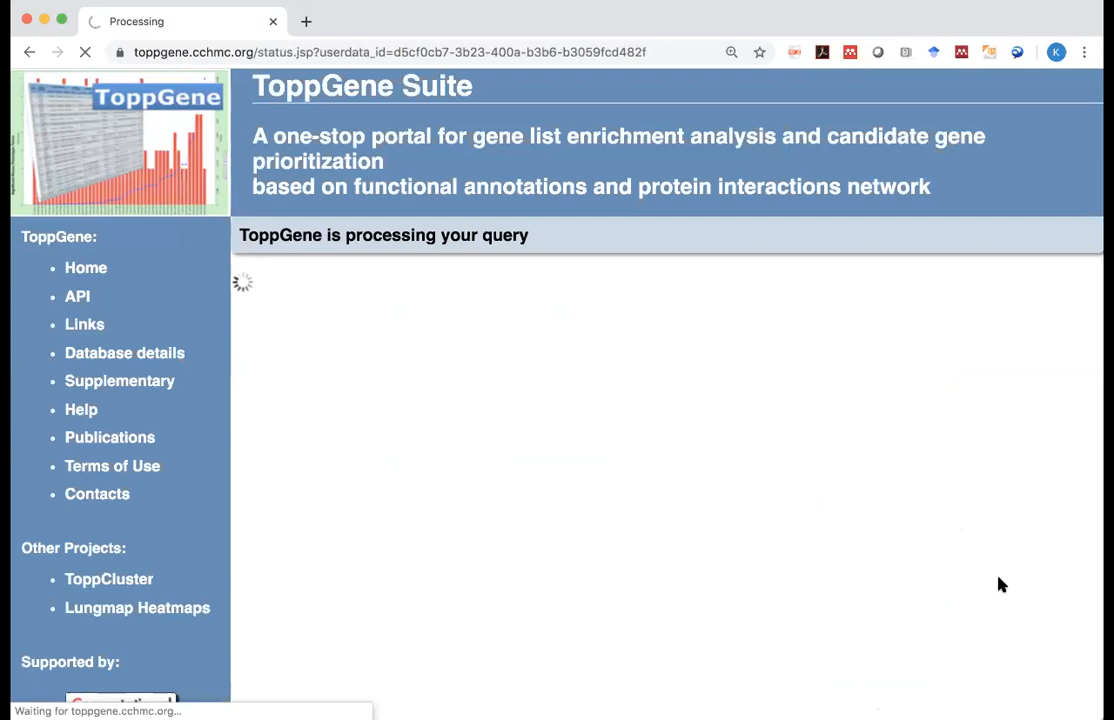 Processing
toppgene.cchmc.org/status.jsp?userdata_id=d5cf0cb7-3b23-400a-b3b6-b3059fcd482f
K
ToppGene
ToppGene Suite
A one-stop portal for gene list enrichment analysis and candidate gene
prioritization
based on functional annotations and protein interactions network
ToppGene is processing your query
ToppGene:
Home
API
Links
Database details
Supplementary
Help
Publications
Terms of Use
Contacts
Other Projects:
ToppCluster
Lungmap Heatmaps
Supported by:
Waiting for toppgene.cchmc.org...